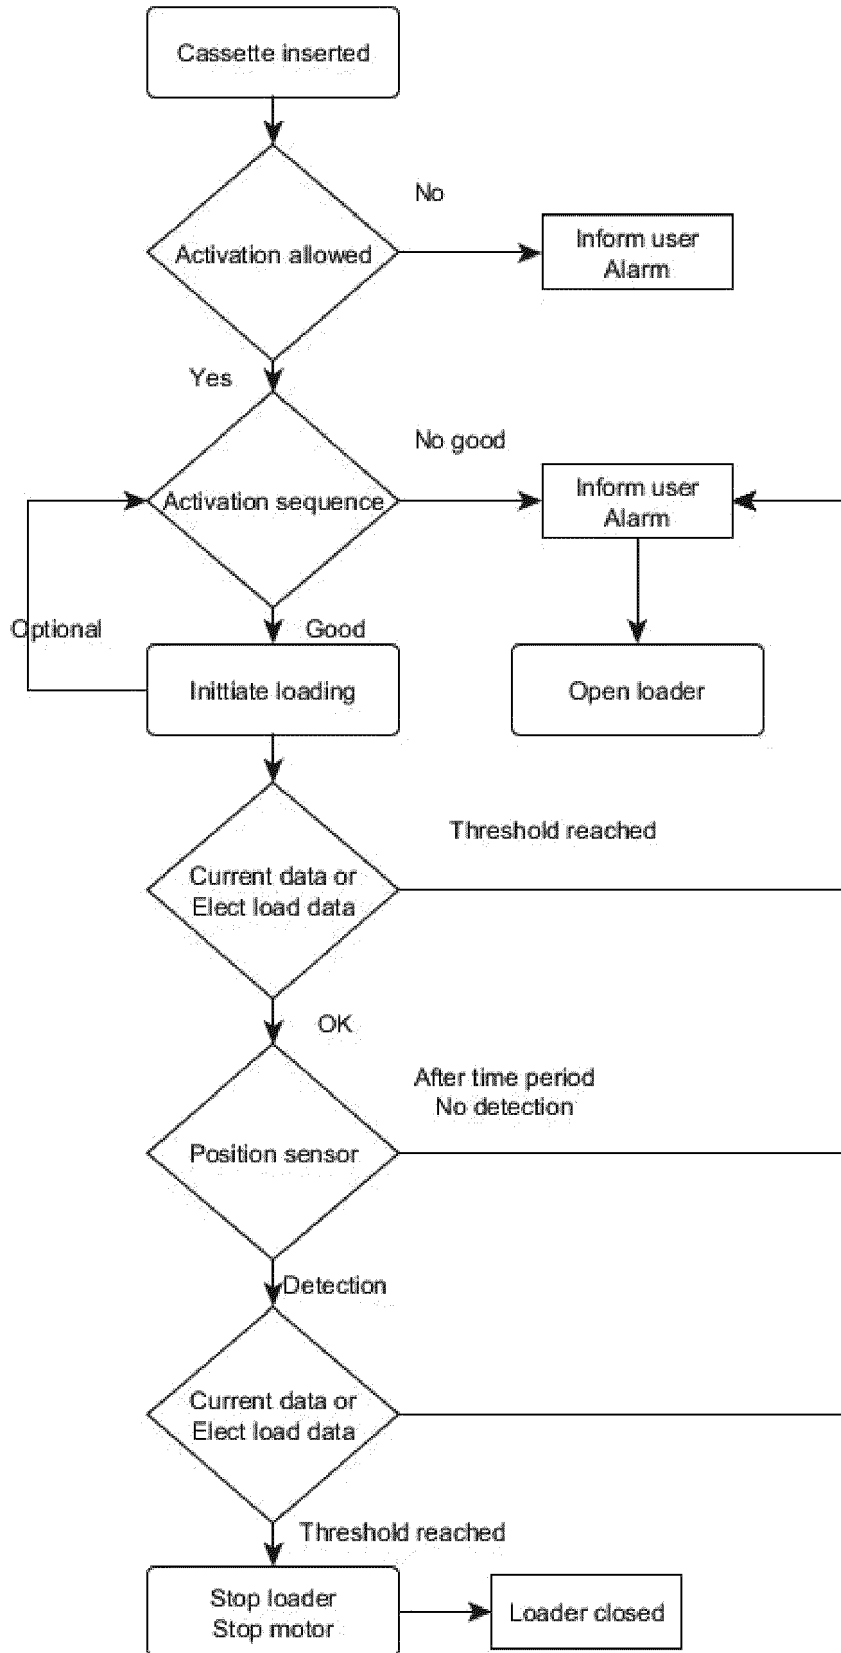 Cassette inserted
No
Activation allowed
Inform user
Alarm
Yes
No good
Activation sequence
Inform user
Alarm
Optional
Good
Inittiate loading
Open loader
Threshold reached
Current data or
Elect load data
OK
After time period
No detection
Position sensor
Detection
Current data or
Elect load data
Threshold reached
Stop loader
Stop motor
Loader closed